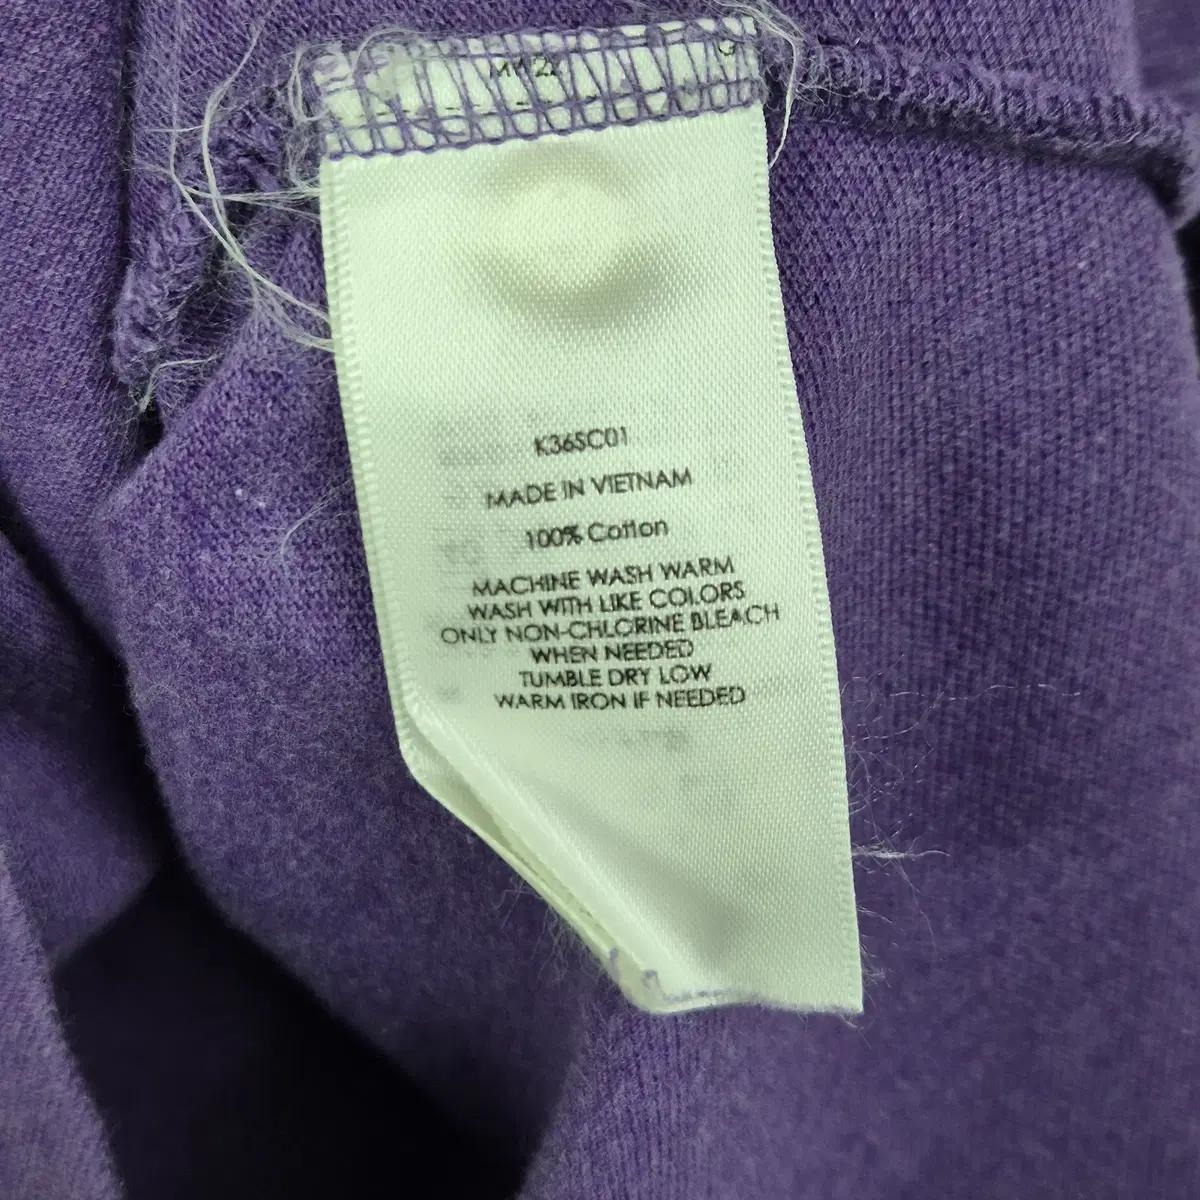 K36SC01
MADE IN VIETNAM
100% Cotton
MACHINE WASH WARM
WASH WITH LIKE COLORS
ONLY NON-CHLORINE BLEACH
WHEN NEEDED
TUMBLE DRY LOW
WARM IRON IF NEEDED